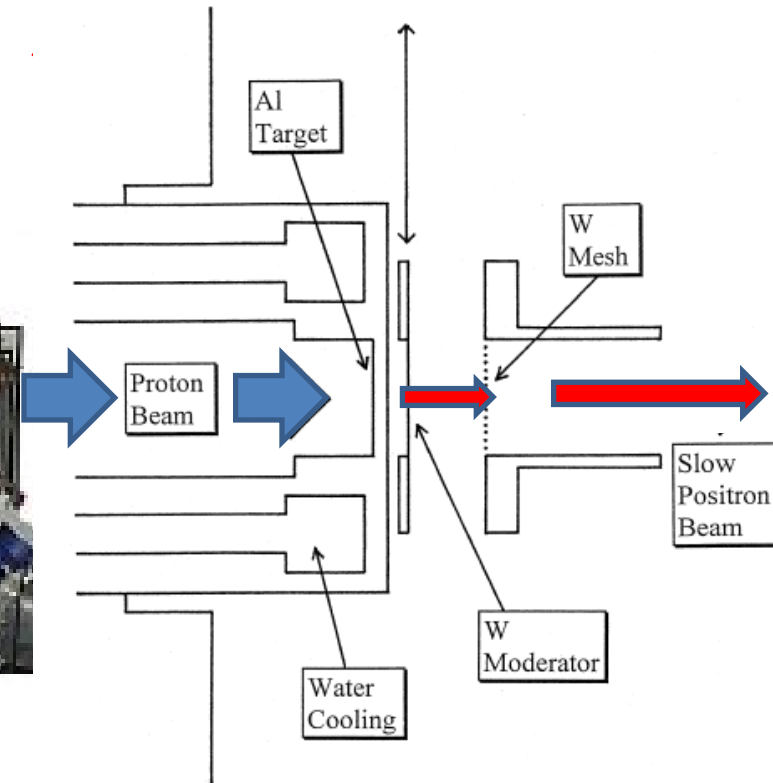 Al
Target
W
Mesh
Proton
Beam
Slow
Positron
Beam
W
Moderator
Water
Cooling